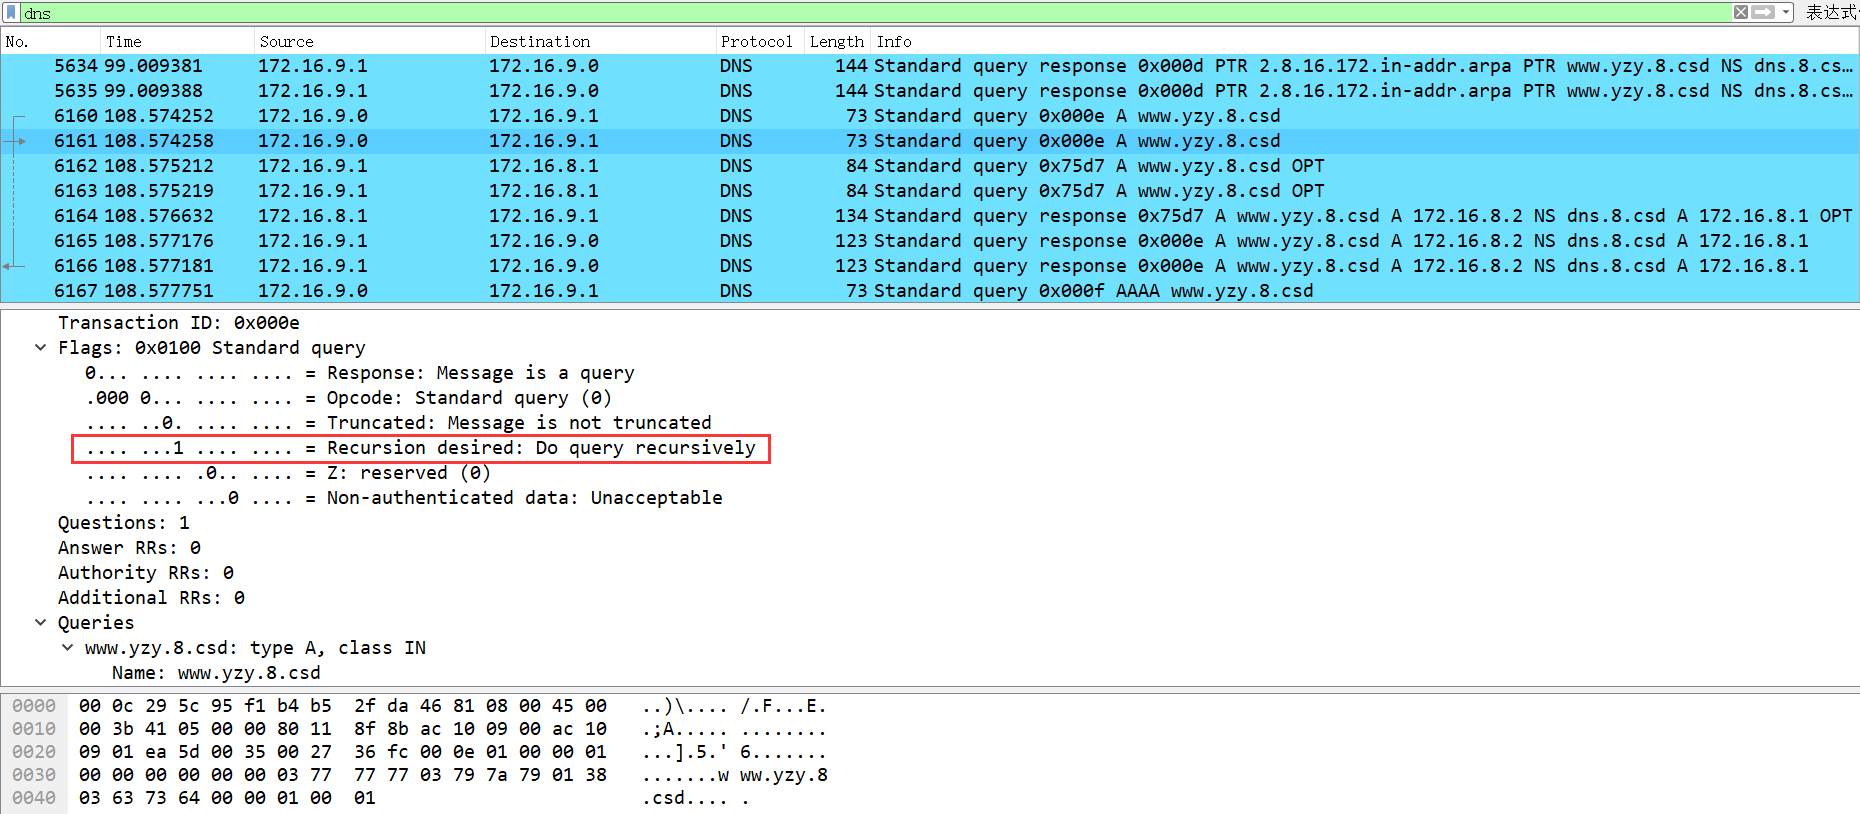 dns 表达式
No. Time Source Destination Protocol Length Info
5634 99.009381 172.16.9.1 172.16.9.0 DNS 144 Standard query response 0x000d PTR 2.8.16.172.in-addr.arpa PTR www.yzy.8.csd NS dns.8.cs…
5635 99.009388 172.16.9.1 172.16.9.0 DNS 144 Standard query response 0x000d PTR 2.8.16.172.in-addr.arpa PTR www.yzy.8.csd NS dns.8.cs…
6160 108.574252 172.16.9.0 172.16.9.1 DNS 73 Standard query 0x000e A www.yzy.8.csd
6161 108.574258 172.16.9.0 172.16.9.1 DNS 73 Standard query 0x000e A www.yzy.8.csd
6162 108.575212 172.16.9.1 172.16.8.1 DNS 84 Standard query 0x75d7 A www.yzy.8.csd OPT
6163 108.575219 172.16.9.1 172.16.8.1 DNS 84 Standard query 0x75d7 A www.yzy.8.csd OPT
6164 108.576632 172.16.8.1 172.16.9.1 DNS 134 Standard query response 0x75d7 A www.yzy.8.csd A 172.16.8.2 NS dns.8.csd A 172.16.8.1 OPT
6165 108.577176 172.16.9.1 172.16.9.0 DNS 123 Standard query response 0x000e A www.yzy.8.csd A 172.16.8.2 NS dns.8.csd A 172.16.8.1
6166 108.577181 172.16.9.1 172.16.9.0 DNS 123 Standard query response 0x000e A www.yzy.8.csd A 172.16.8.2 NS dns.8.csd A 172.16.8.1
6167 108.577751 172.16.9.0 172.16.9.1 DNS 73 Standard query 0x000f AAAA www.yzy.8.csd
Transaction ID: 0x000e
Flags: 0x0100 Standard query
0... .... .... .... = Response: Message is a query
.000 0... .... .... = Opcode: Standard query (0)
.... ..0. .... .... = Truncated: Message is not truncated
.... ...1 .... .... = Recursion desired: Do query recursively
.... .... .0.. .... = Z: reserved (0)
.... .... ...0 .... = Non-authenticated data: Unacceptable
Questions: 1
Answer RRs: 0
Authority RRs: 0
Additional RRs: 0
Queries
www.yzy.8.csd: type A, class IN
Name: www.yzy.8.csd
0000 00 0c 29 5c 95 f1 b4 b5 2f da 46 81 08 00 45 00 ..)\.... /.F...E.
0010 00 3b 41 05 00 00 80 11 8f 8b ac 10 09 00 ac 10 .;A..... ........
0020 09 01 ea 5d 00 35 00 27 36 fc 00 0e 01 00 00 01 ...].5.' 6.......
0030 00 00 00 00 00 00 03 77 77 77 03 79 7a 79 01 38 .......w ww.yzy.8
0040 03 63 73 64 00 00 01 00 01 .csd.... .